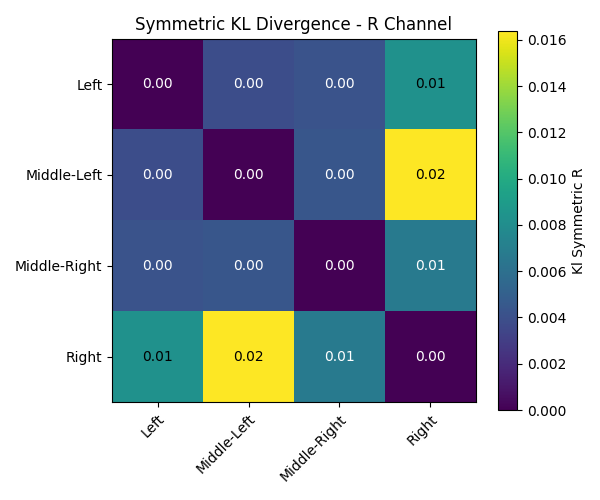 Symmetric KL Divergence - R Channel
Left 0.00 0.00 0.00 0.01
Middle-Left 0.00 0.00 0.00 0.02
Middle-Right 0.00 0.00 0.00 0.01
Right 0.01 0.02 0.01 0.00
Left Middle-Left Middle-Right Right
0.016
0.014
0.012
0.010
0.008
0.006
0.004
0.002
0.000
Kl Symmetric R